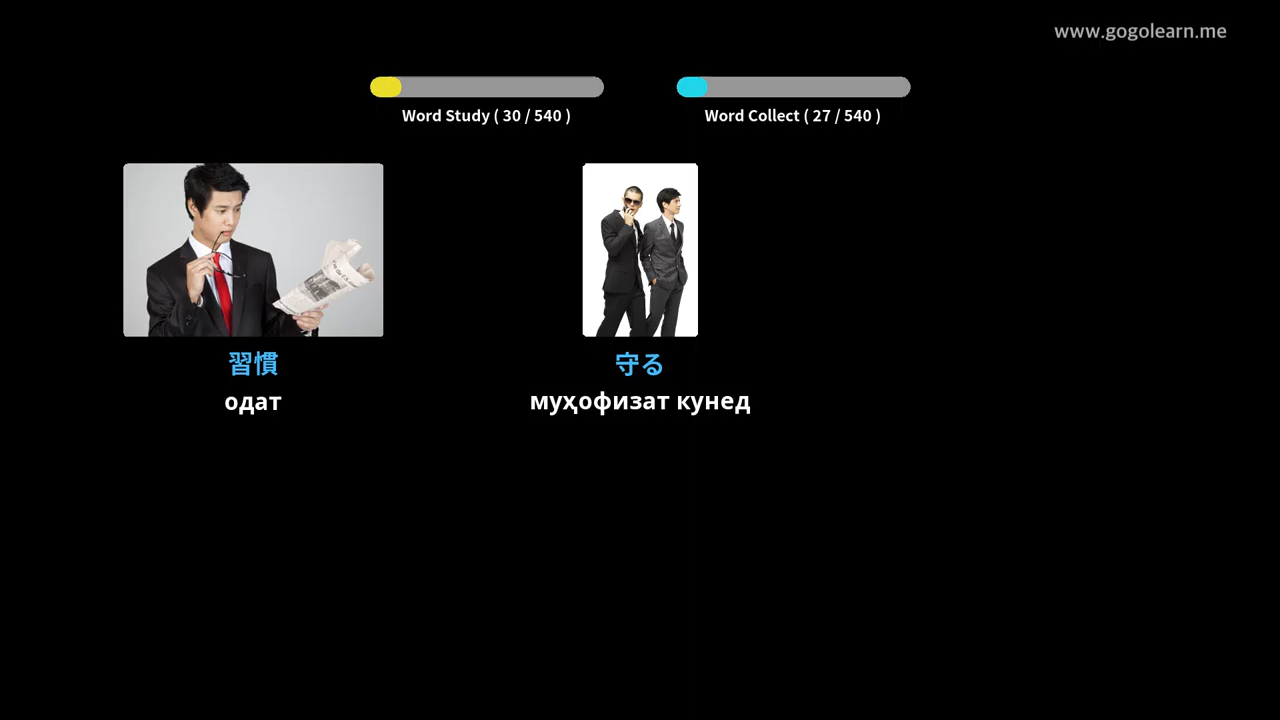 www.gogolearn.me
Word Study ( 30 / 540 )
Word Collect ( 27 / 540 )
習慣
одат
守る
муҳофизат кунед